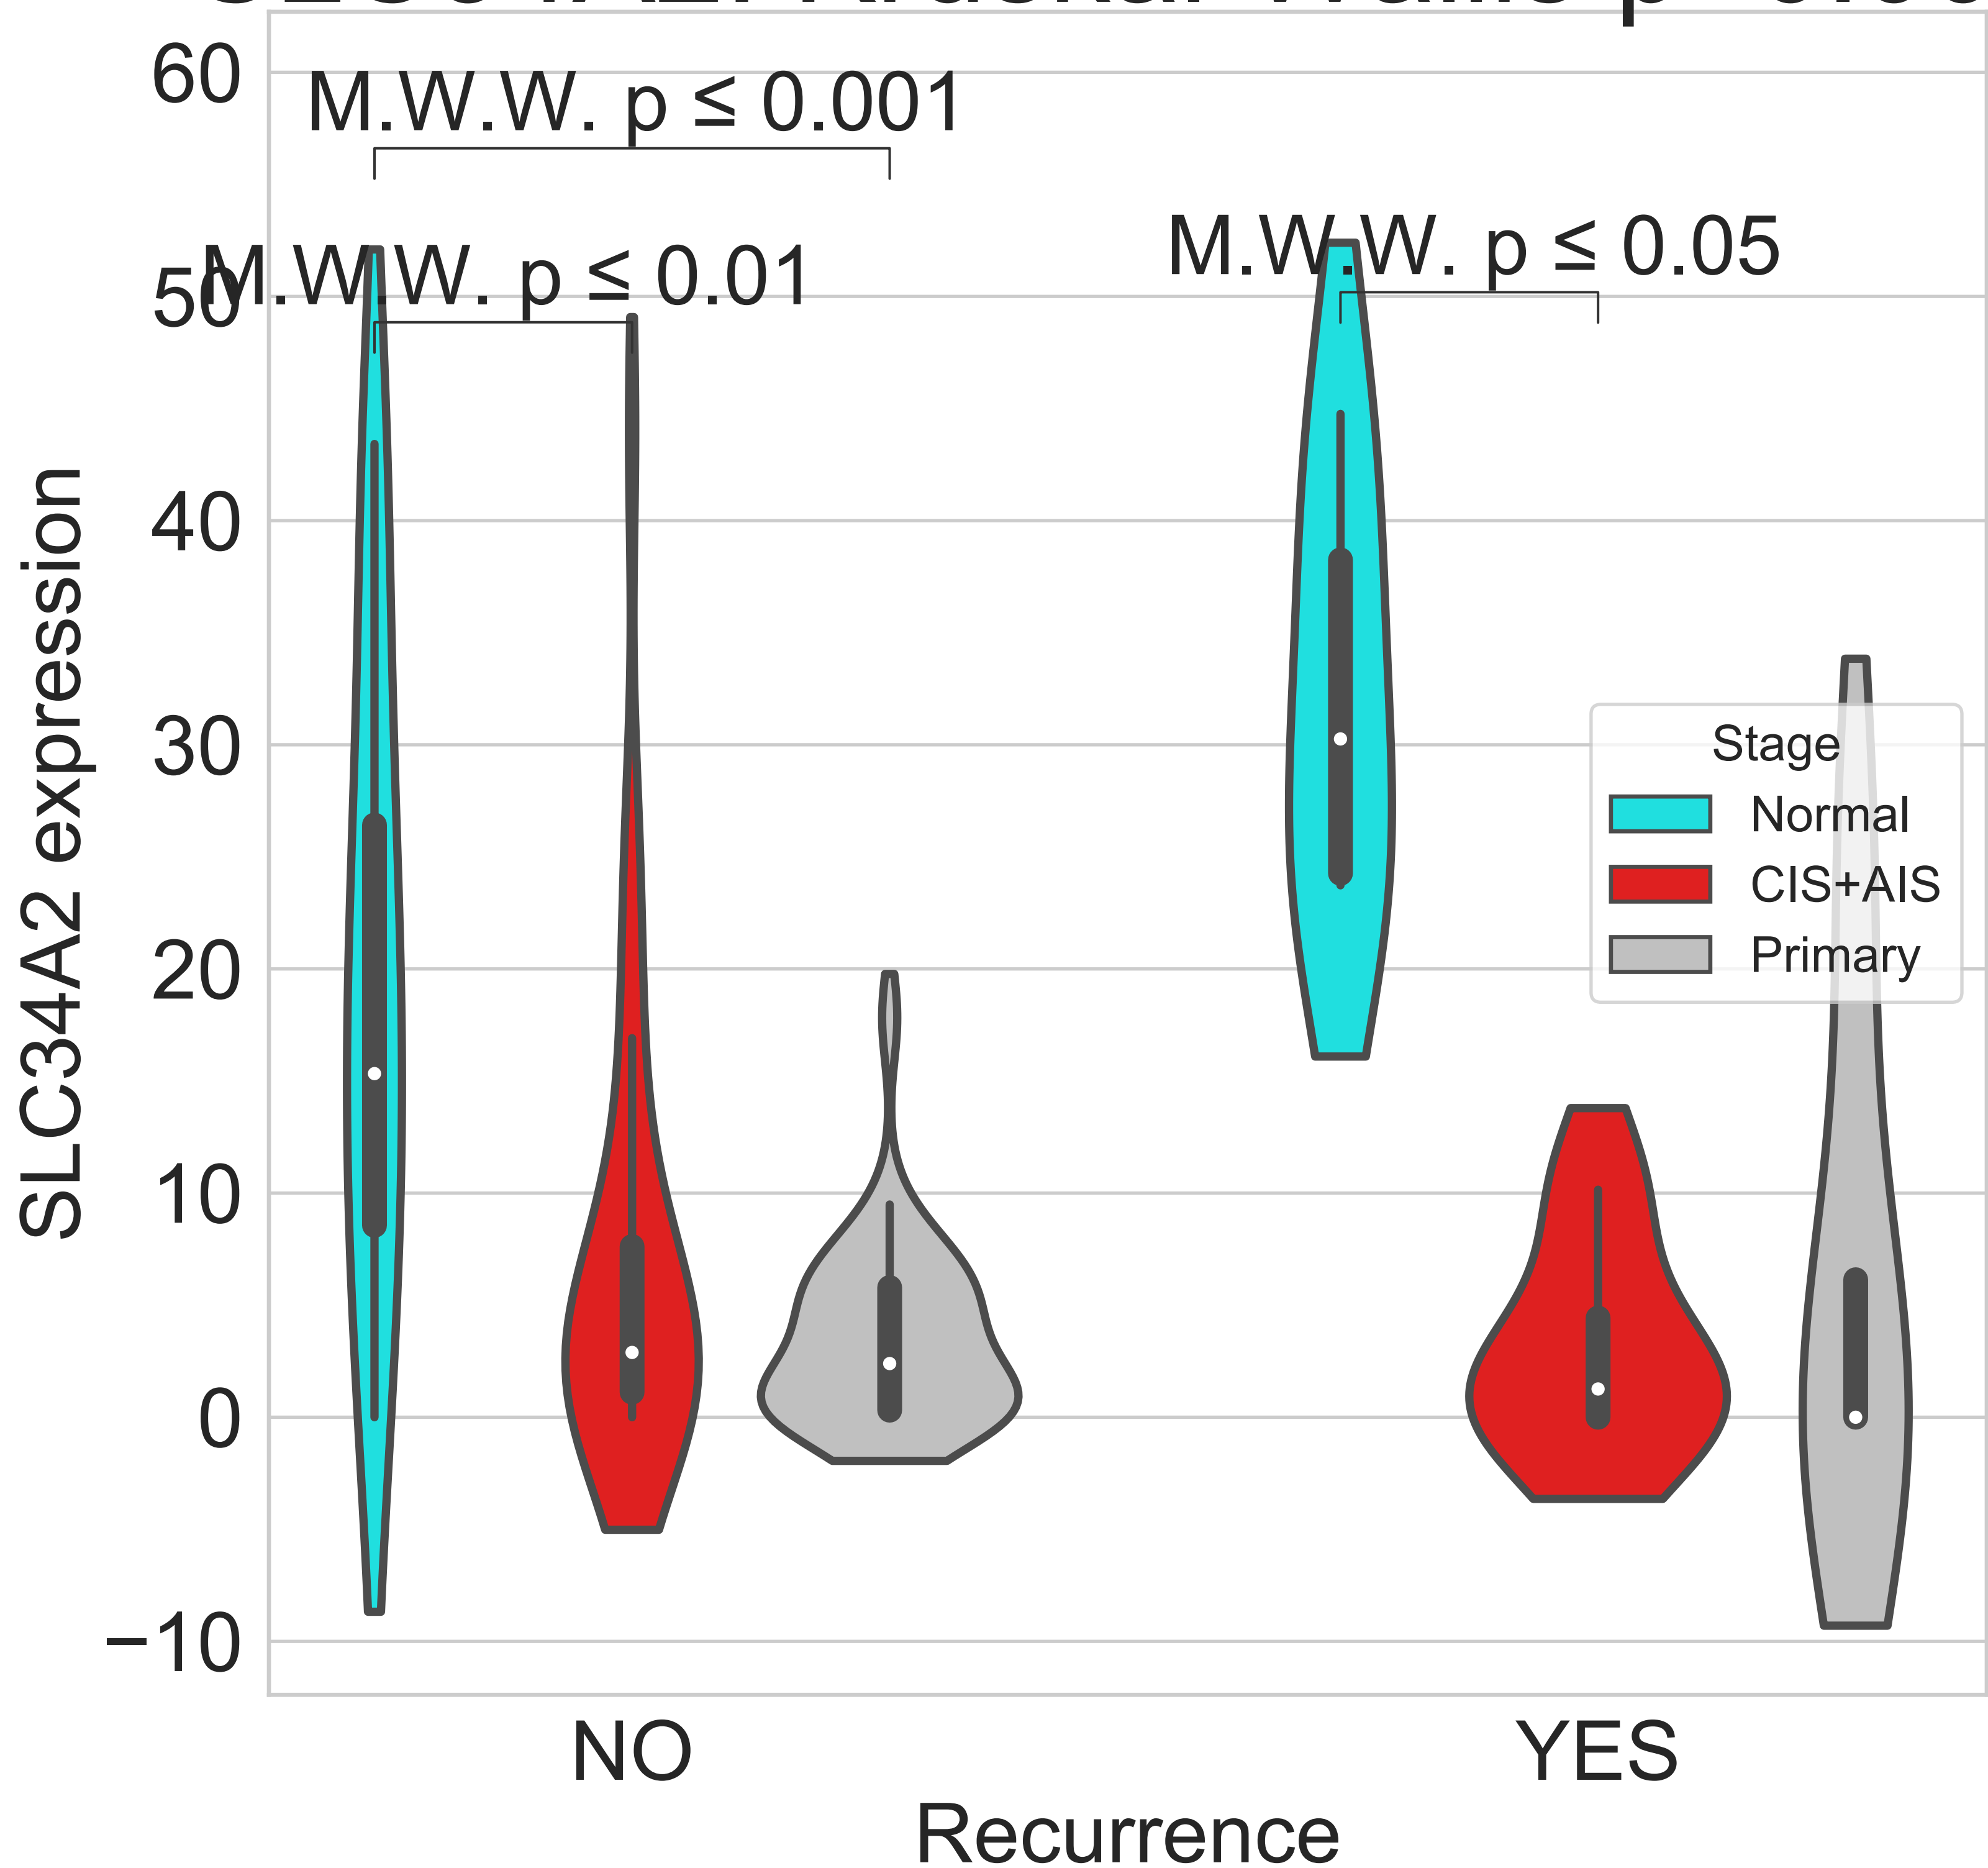 60
M.W.W. p ≤ 0.001
50
M.W.W. p ≤ 0.01
M.W.W. p ≤ 0.05
40
30
20
10
0
−10
SLC34A2 expression
Stage
Normal
CIS+AIS
Primary
NO
YES
Recurrence